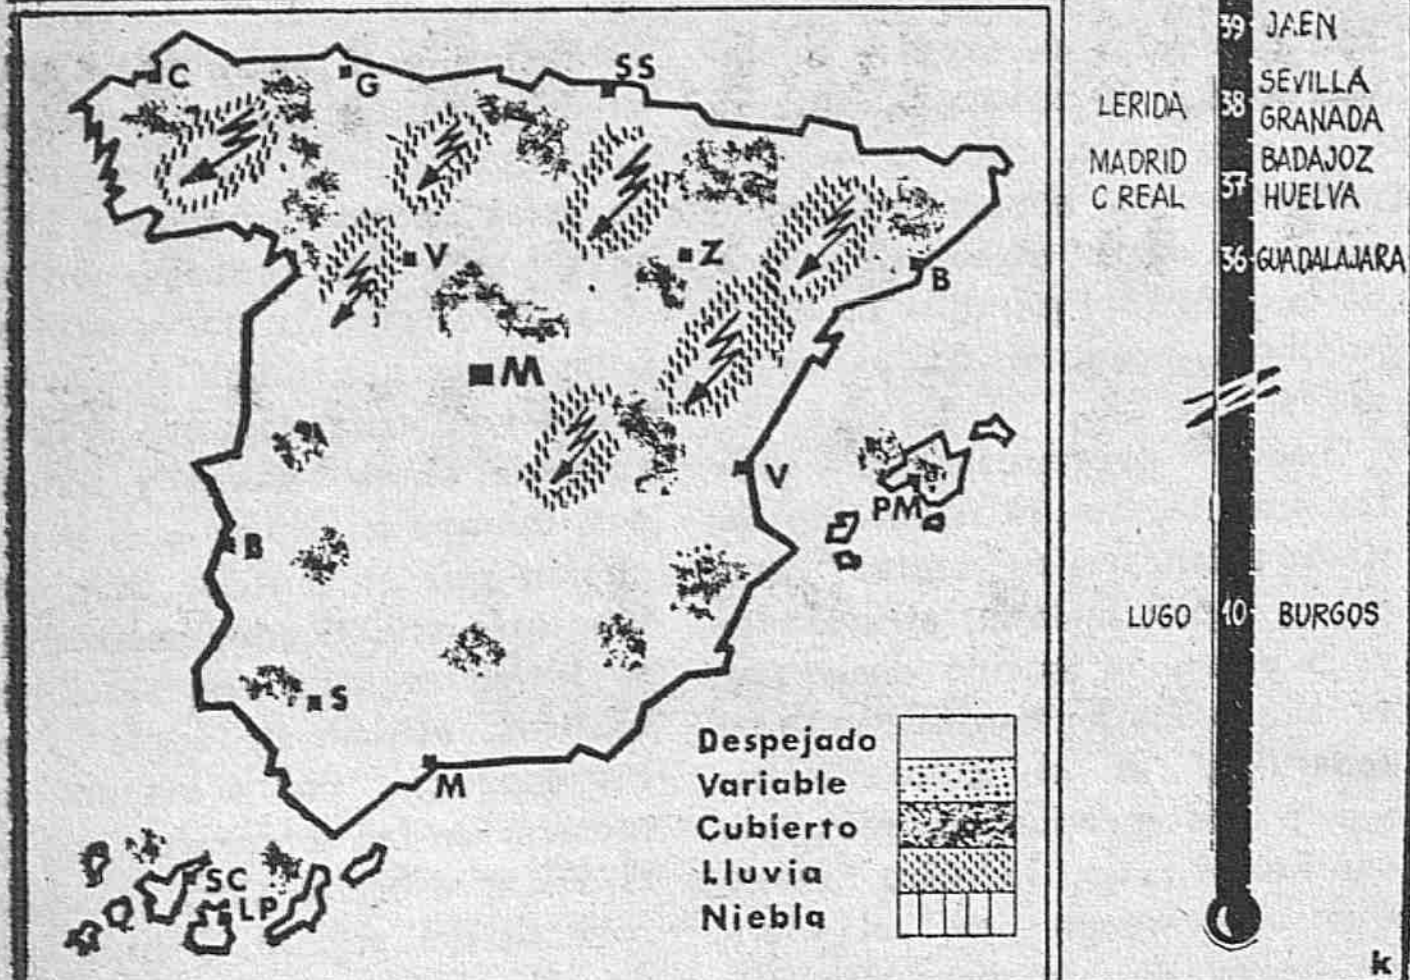 C
G
SS
V
Z
B
M
V
PM
B
S
M
SC
LP
Despejado
Variable
Cubierto
Lluvia
Niebla
39 JAEN
SEVILLA
LERIDA 38 GRANADA
MADRID BADAJOZ
C REAL 37 HUELVA
36 GUADALAJARA
LUGO 10 BURGOS
k